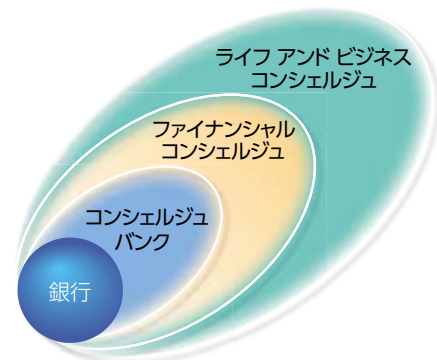 ライフ アンド ビジネス
コンシェルジュ
ファイナンシャル
コンシェルジュ
コンシェルジュ
バンク
銀行